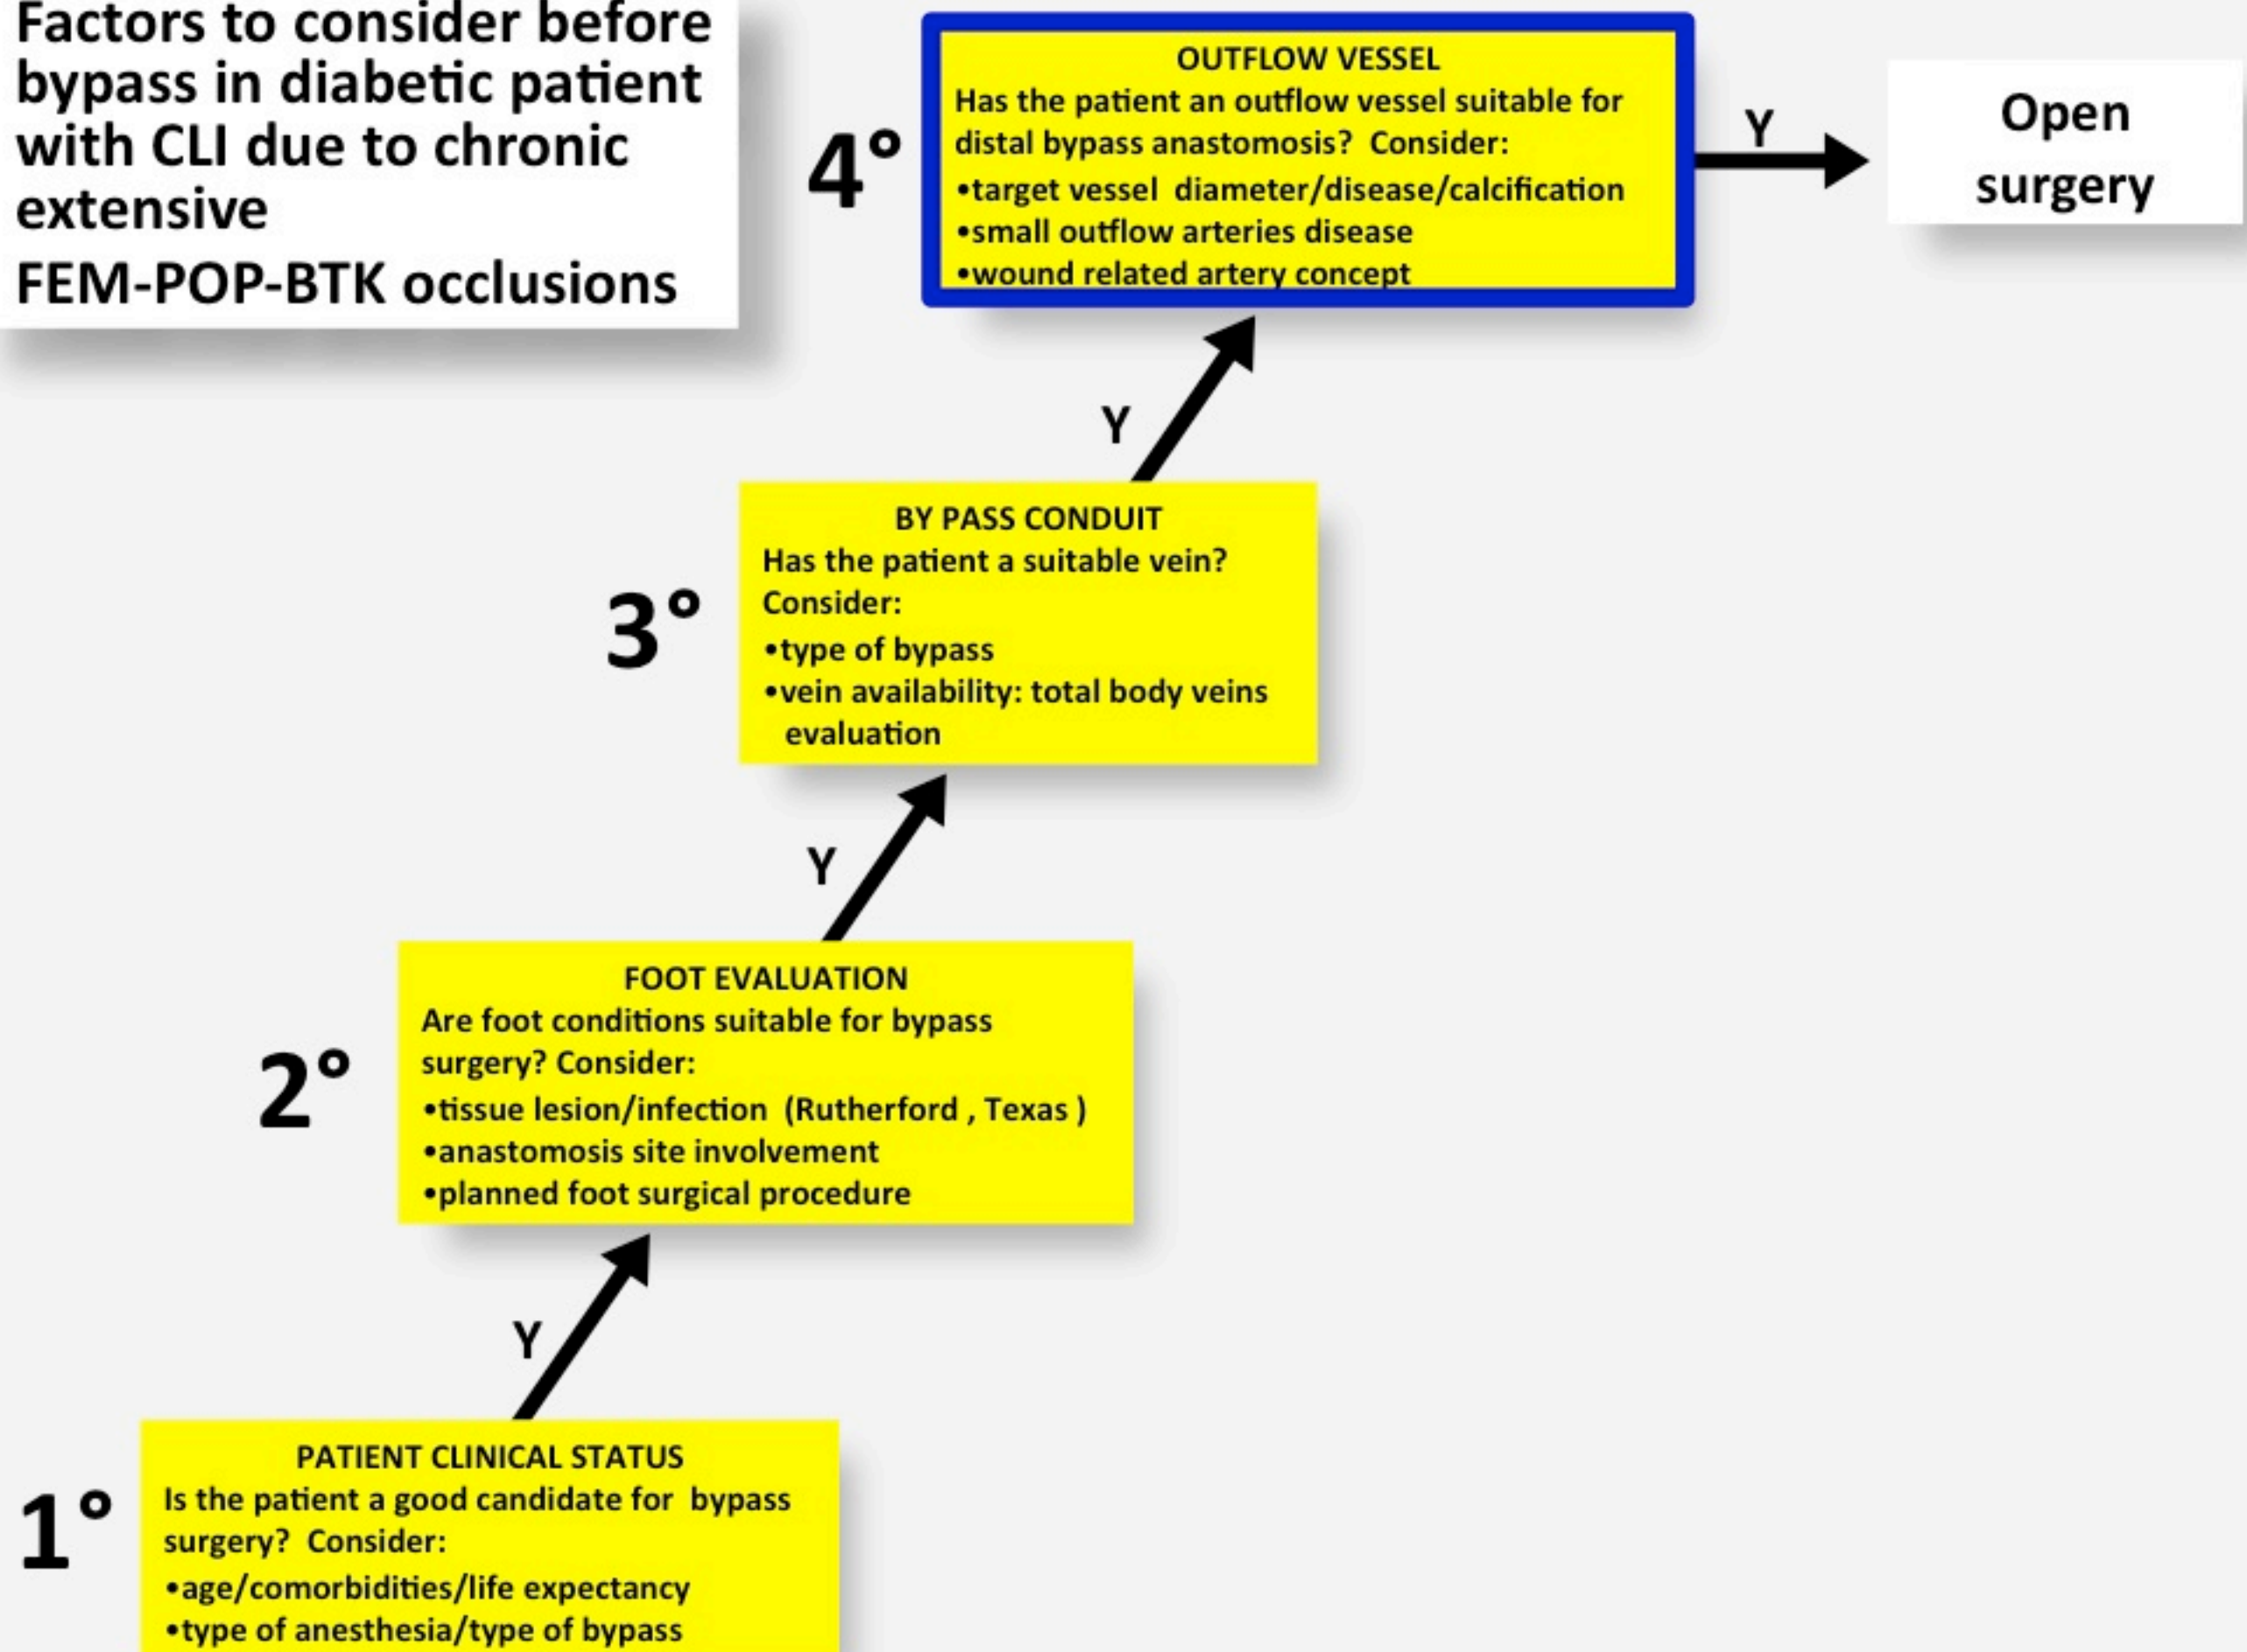 Factors to consider before
bypass in diabetic patient
with CLI due to chronic
extensive
FEM-POP-BTK occlusions
4°
OUTFLOW VESSEL
Has the patient an outflow vessel suitable for
distal bypass anastomosis?  Consider:
•target vessel  diameter/disease/calcification
•small outflow arteries disease
•wound related artery concept
Y
Open
surgery
Y
3°
BY PASS CONDUIT
Has the patient a suitable vein?
Consider:
•type of bypass
•vein availability: total body veins
evaluation
Y
2°
FOOT EVALUATION
Are foot conditions suitable for bypass
surgery? Consider:
•tissue lesion/infection  (Rutherford , Texas )
•anastomosis site involvement
•planned foot surgical procedure
Y
1°
PATIENT CLINICAL STATUS
Is the patient a good candidate for  bypass
surgery?  Consider:
•age/comorbidities/life expectancy
•type of anesthesia/type of bypass